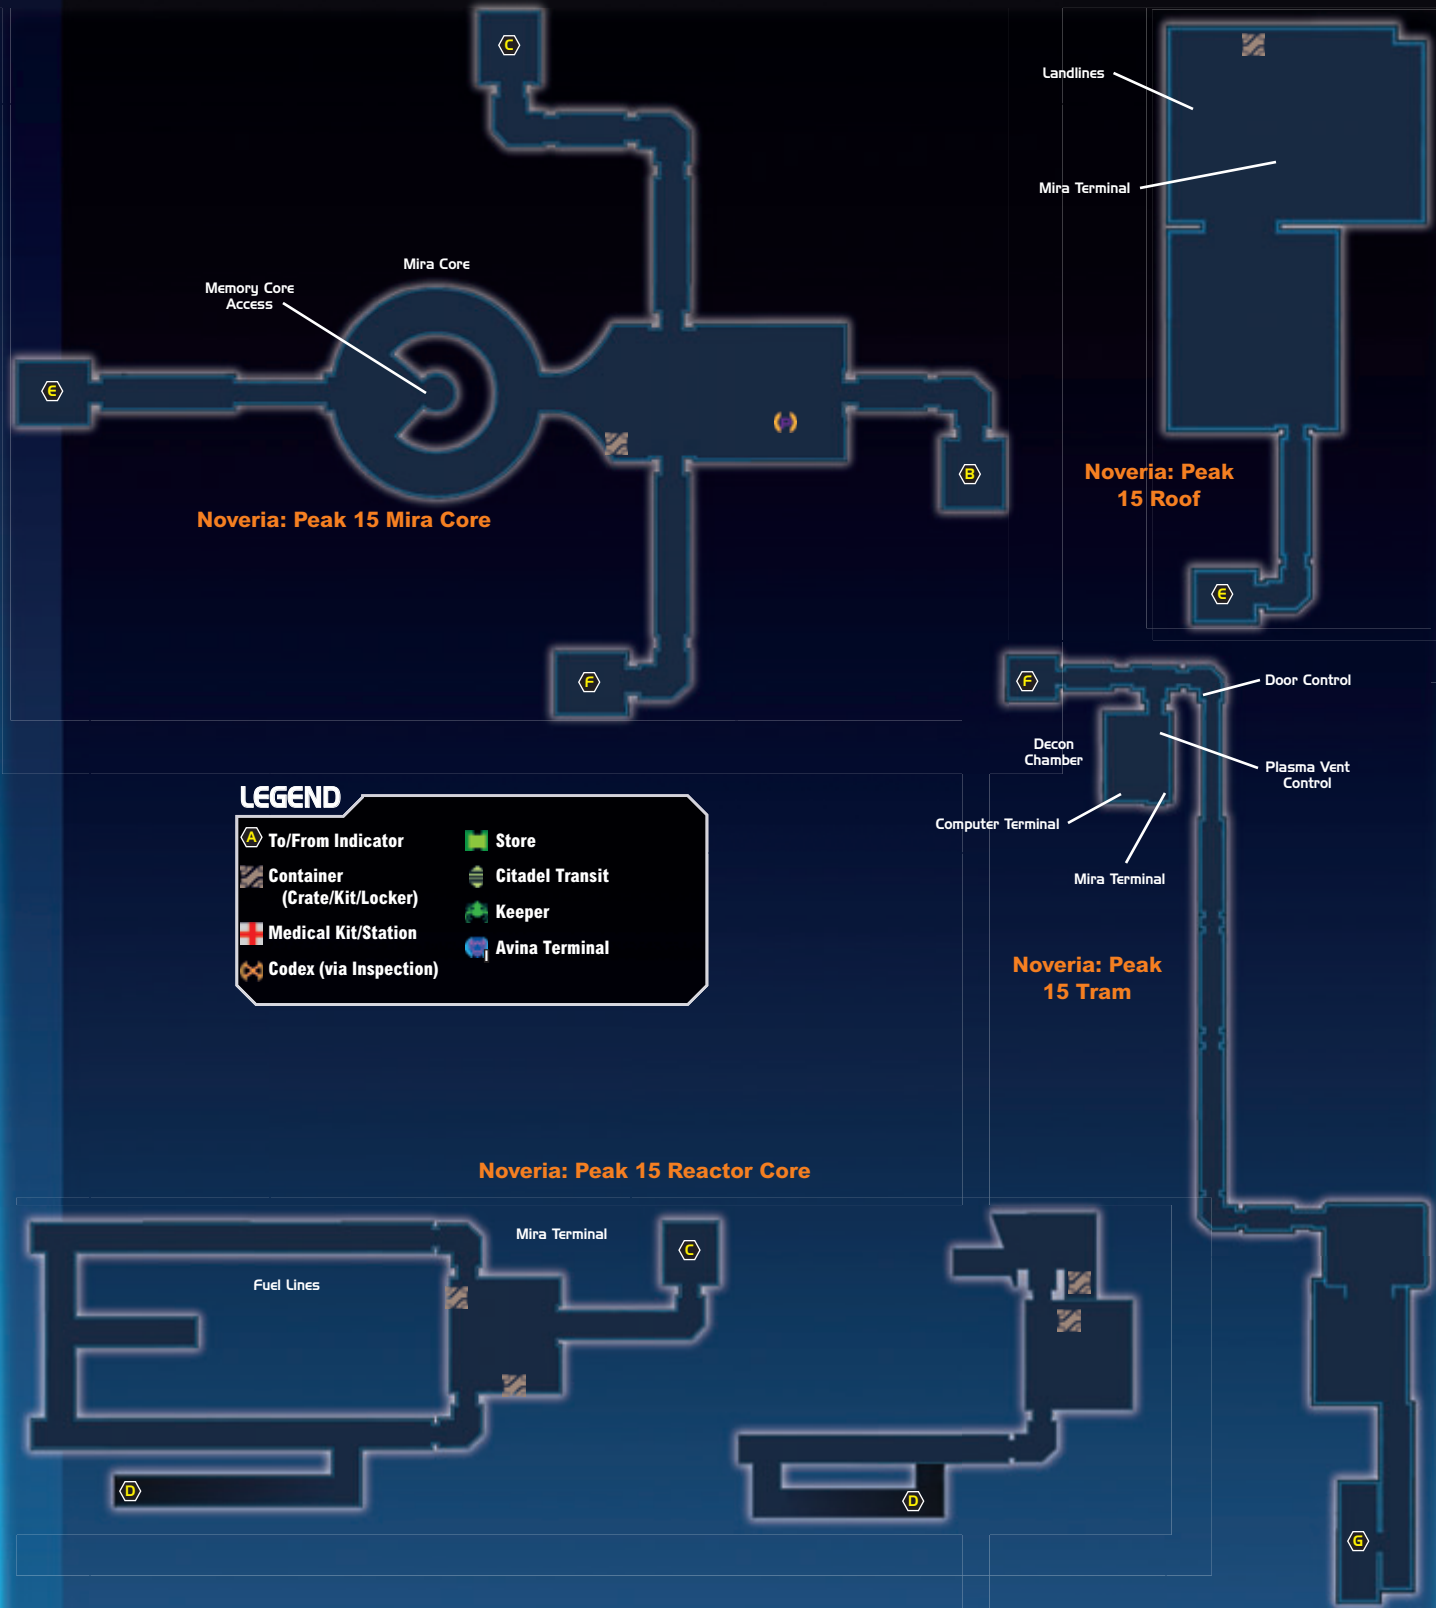 C
Landlines
Mira Terminal
Mira Core
Memory Core
Access
E
B
Noveria: Peak 15 Mira Core
Noveria: Peak
15 Roof
E
F
F
Door Control
Decon
Chamber
Plasma Vent
Control
Computer Terminal
Mira Terminal
LEGEND
A To/From Indicator
Container
(Crate/Kit/Locker)
Medical Kit/Station
Codex (via Inspection)
Store
Citadel Transit
Keeper
Avina Terminal
Noveria: Peak
15 Tram
Noveria: Peak 15 Reactor Core
Mira Terminal
C
Fuel Lines
D
D
G